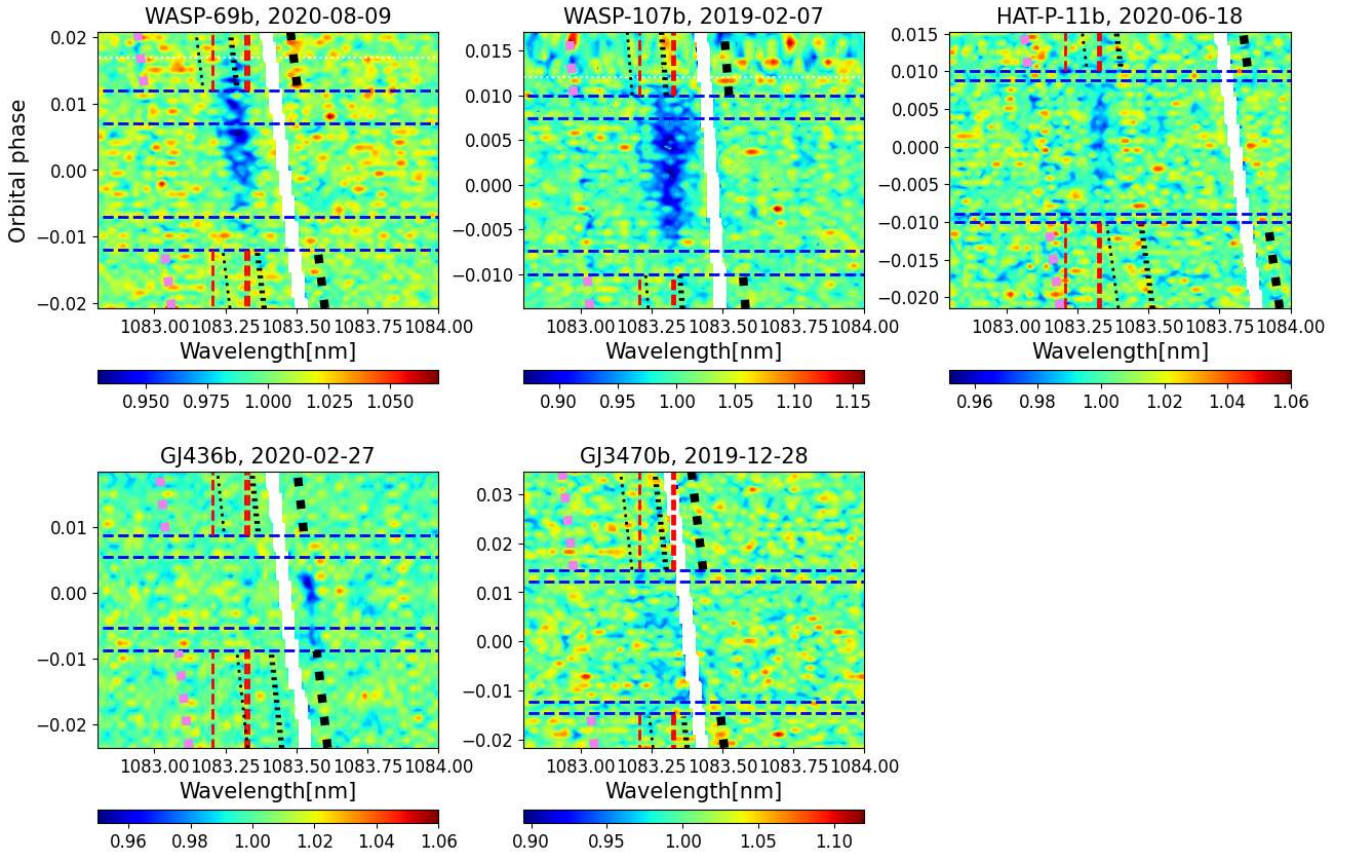 WASP-69b, 2020-08-09
0.02
0.01
0.00
−0.01
−0.02
Orbital phase
1083.00 1083.25 1083.50 1083.75 1084.00
Wavelength[nm]
0.950 0.975 1.000 1.025 1.050
WASP-107b, 2019-02-07
0.015
0.010
0.005
0.000
−0.005
−0.010
1083.00 1083.25 1083.50 1083.75 1084.00
Wavelength[nm]
0.90 0.95 1.00 1.05 1.10 1.15
HAT-P-11b, 2020-06-18
0.015
0.010
0.005
0.000
−0.005
−0.010
−0.015
−0.020
1083.00 1083.25 1083.50 1083.75 1084.00
Wavelength[nm]
0.96 0.98 1.00 1.02 1.04 1.06
GJ436b, 2020-02-27
0.01
0.00
−0.01
−0.02
1083.00 1083.25 1083.50 1083.75 1084.00
Wavelength[nm]
0.96 0.98 1.00 1.02 1.04 1.06
GJ3470b, 2019-12-28
0.03
0.02
0.01
0.00
−0.01
−0.02
1083.00 1083.25 1083.50 1083.75 1084.00
Wavelength[nm]
0.90 0.95 1.00 1.05 1.10